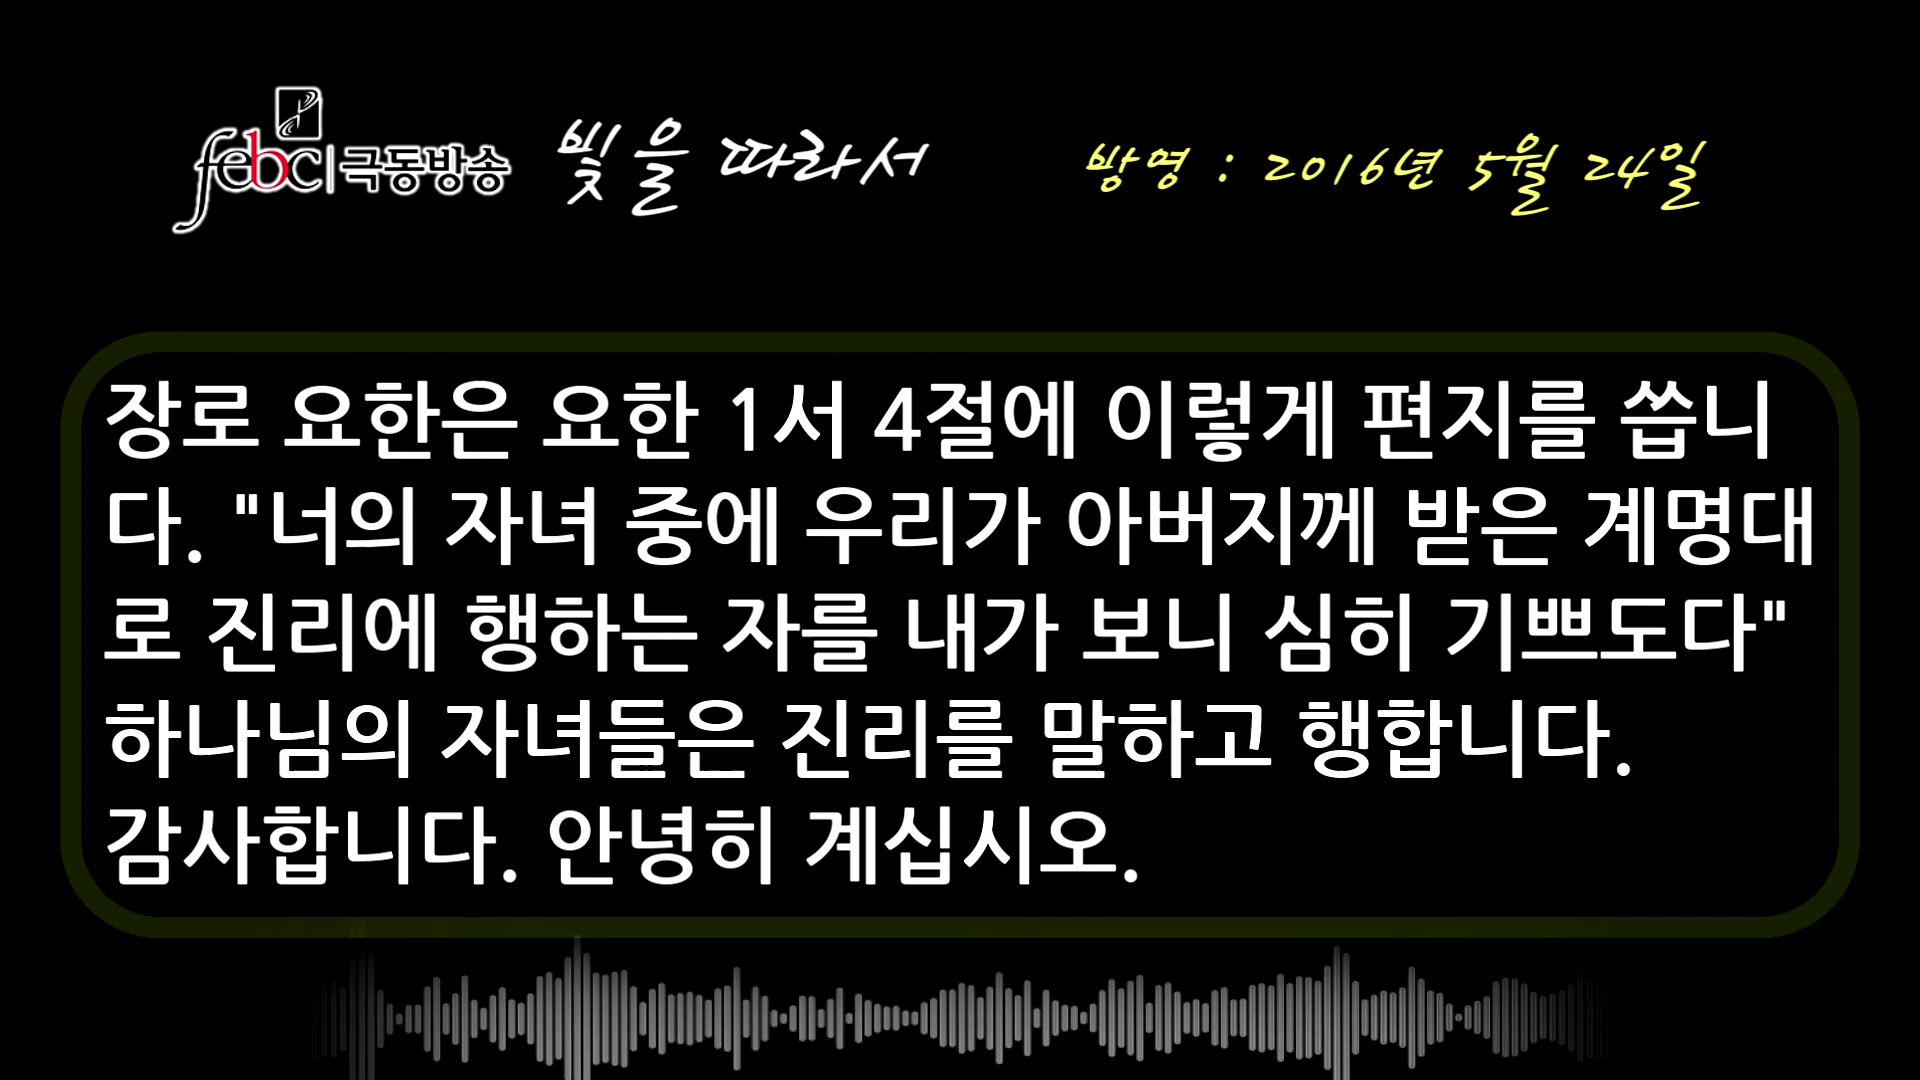 febc 극동방송 빛을 따라서 방영 : 2016년 5월 24일
장로 요한은 요한 1서 4절에 이렇게 편지를 씁니
다. "너의 자녀 중에 우리가 아버지께 받은 계명대
로 진리에 행하는 자를 내가 보니 심히 기쁘도다"
하나님의 자녀들은 진리를 말하고 행합니다.
감사합니다. 안녕히 계십시오.